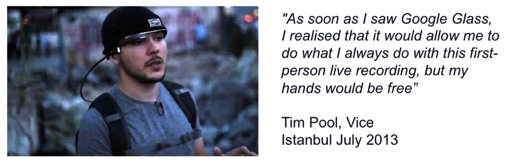 "As soon as I saw Google Glass,
I realised that it would allow me to
do what I always do with this first-
person live recording, but my
hands would be free”
Tim Pool, Vice
Istanbul July 2013